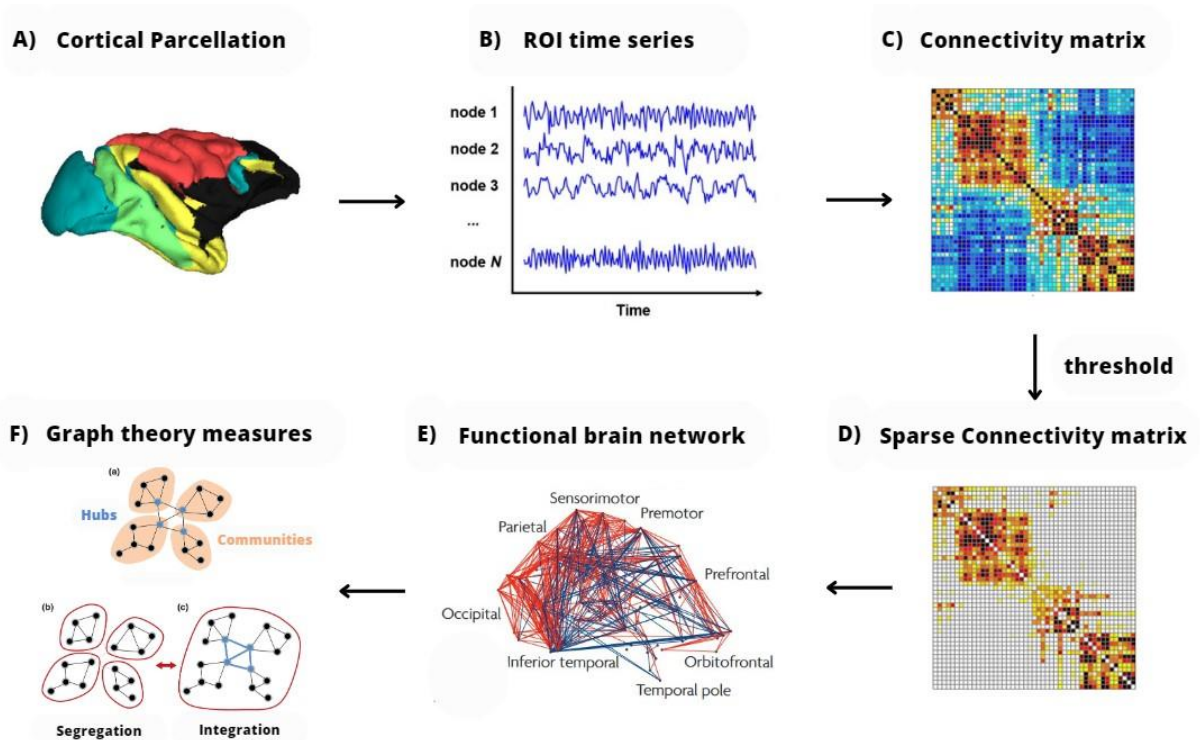 A) Cortical Parcellation
B) ROI time series
node 1
node 2
node 3
...
node N
Time
C) Connectivity matrix
threshold
D) Sparse Connectivity matrix
E) Functional brain network
Sensorimotor
Parietal
Premotor
Prefrontal
Occipital
Inferior temporal
Orbitofrontal
Temporal pole
F) Graph theory measures
(a)
Hubs
Communities
(b)
(c)
Segregation
Integration